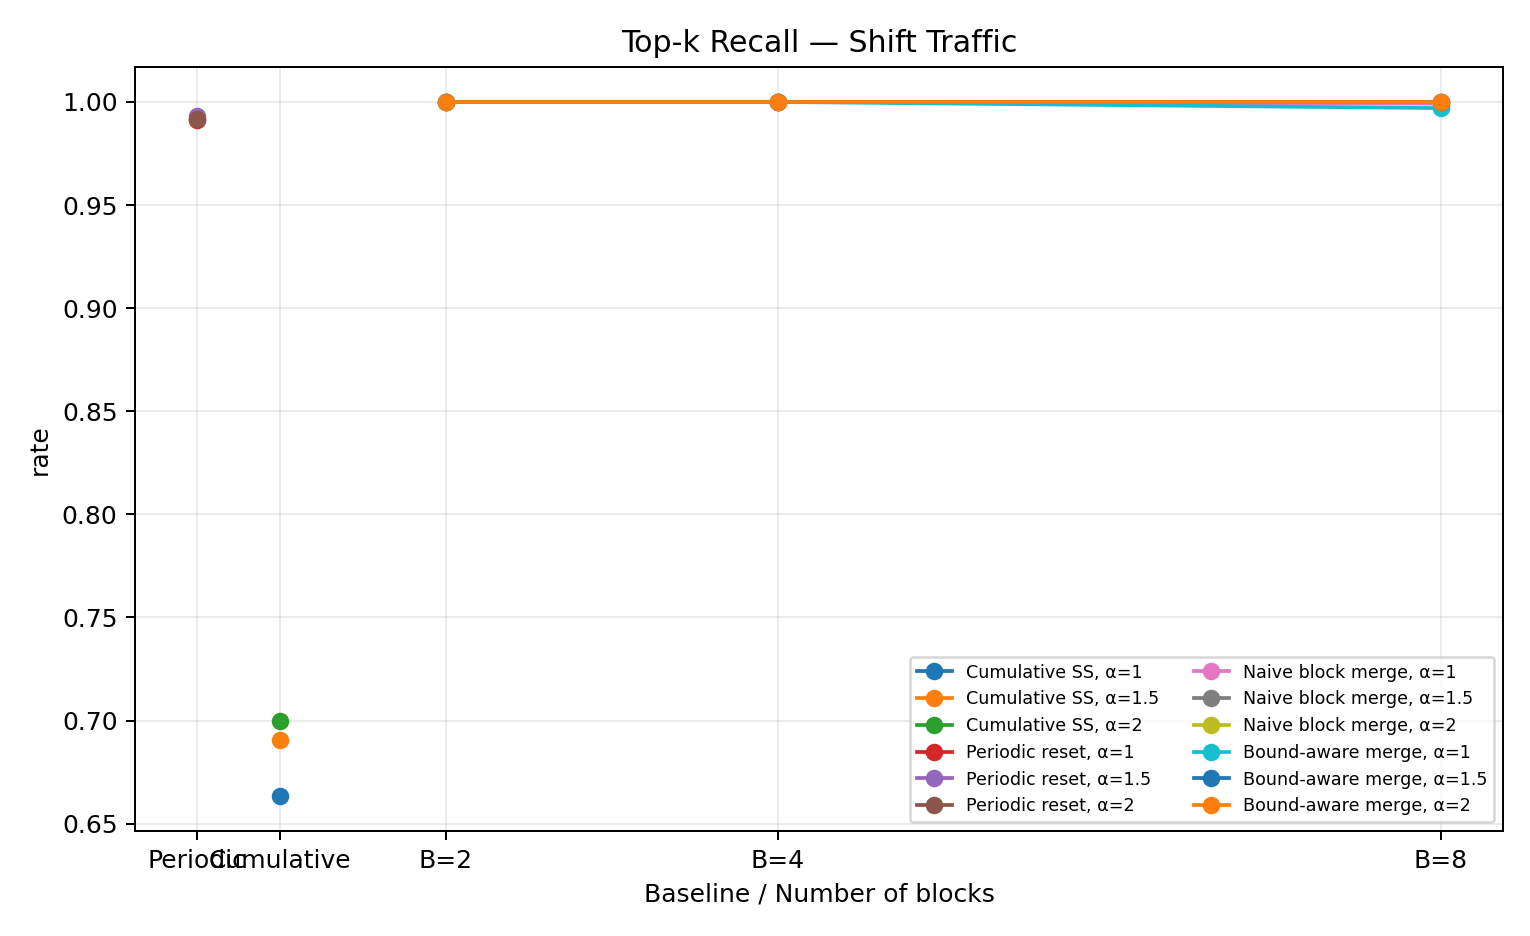 Top-k Recall — Shift Traffic
rate
1.00
0.95
0.90
0.85
0.80
0.75
0.70
0.65
Cumulative SS, α=1
Cumulative SS, α=1.5
Cumulative SS, α=2
Periodic reset, α=1
Periodic reset, α=1.5
Periodic reset, α=2
Naive block merge, α=1
Naive block merge, α=1.5
Naive block merge, α=2
Bound-aware merge, α=1
Bound-aware merge, α=1.5
Bound-aware merge, α=2
Periodic Cumulative B=2 B=4 B=8
Baseline / Number of blocks